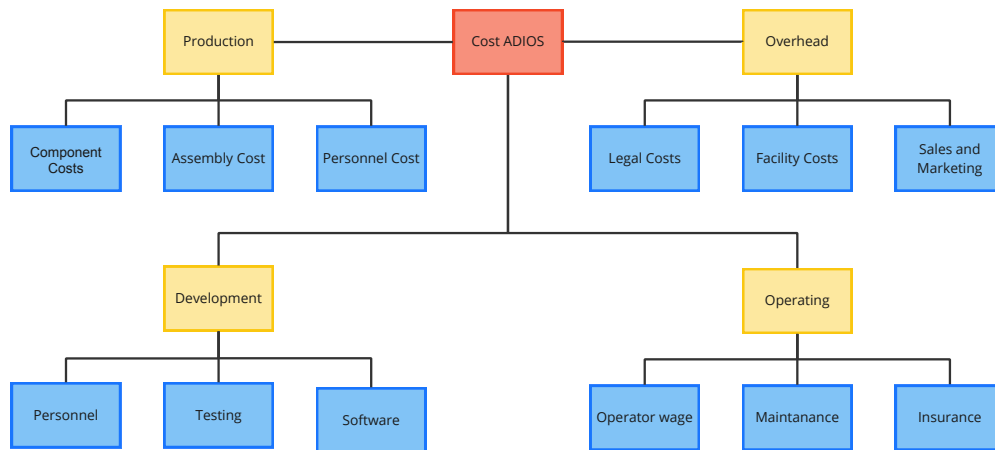 Production
Cost ADIOS
Overhead
Component
Costs
Assembly Cost
Personnel Cost
Legal Costs
Facility Costs
Sales and
Marketing
Development
Operating
Personnel
Testing
Software
Operator wage
Maintanance
Insurance